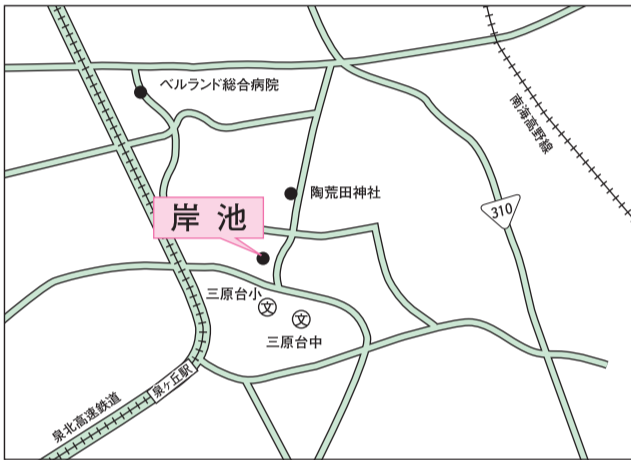 ベルランド総合病院
南海高野線
陶荒田神社
310
岸池
三原台小
文
文
三原台中
泉ヶ丘駅
泉北高速鉄道